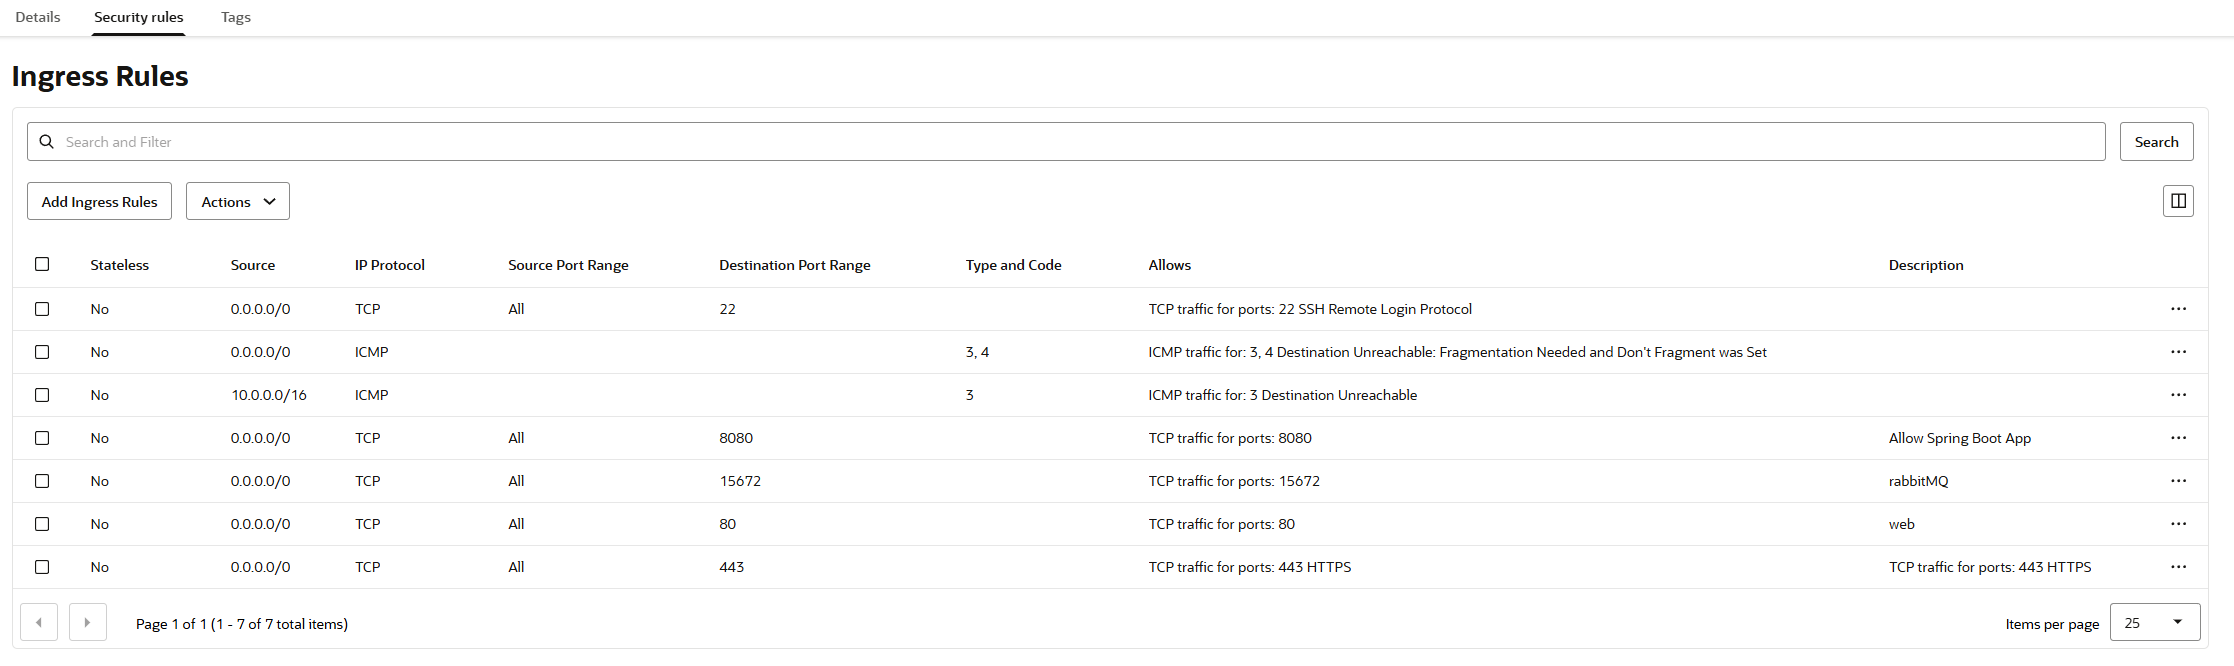 Details Security rules Tags
Ingress Rules
Search and Filter Search
Add Ingress Rules Actions
Stateless Source IP Protocol Source Port Range Destination Port Range Type and Code Allows Description
No 0.0.0.0/0 TCP All 22 TCP traffic for ports: 22 SSH Remote Login Protocol
No 0.0.0.0/0 ICMP 3, 4 ICMP traffic for: 3, 4 Destination Unreachable: Fragmentation Needed and Don't Fragment was Set
No 10.0.0.0/16 ICMP 3 ICMP traffic for: 3 Destination Unreachable
No 0.0.0.0/0 TCP All 8080 TCP traffic for ports: 8080 Allow Spring Boot App
No 0.0.0.0/0 TCP All 15672 TCP traffic for ports: 15672 rabbitMQ
No 0.0.0.0/0 TCP All 80 TCP traffic for ports: 80 web
No 0.0.0.0/0 TCP All 443 TCP traffic for ports: 443 HTTPS TCP traffic for ports: 443 HTTPS
Page 1 of 1 (1 - 7 of 7 total items) Items per page 25